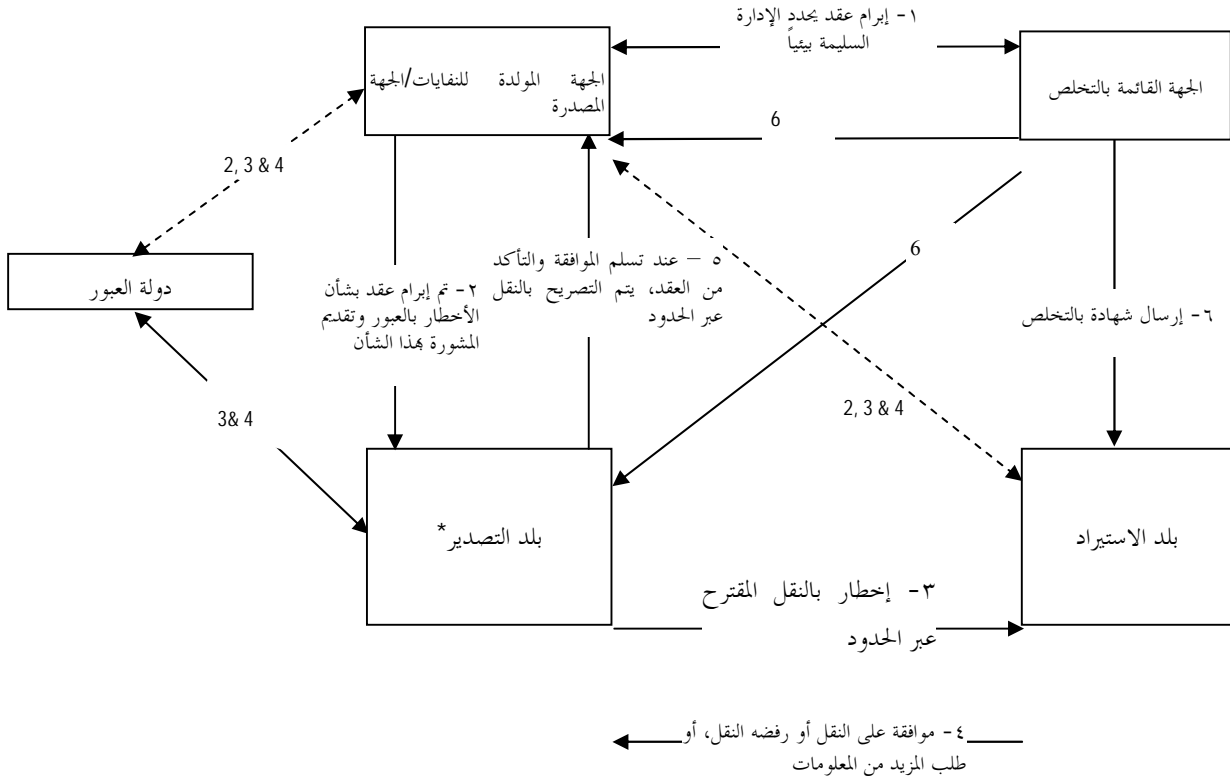 ١- إبرام عقد يحدد الإدارة
السليمة بيئياً
الجهة المولدة للنفايات/الجهة
المصدرة
الجهة القائمة بالتخلص
6
2, 3 & 4
دولة العبور
٢- تم إبرام عقد بشأن
الأخطار بالعبور وتقديم
المشورة بهذا الشأن
٥ – عند تسلم الموافقة والتأكد
من العقد، يتم التصريح بالنقل
عبر الحدود
6
٦- إرسال شهادة بالتخلص
3& 4
2, 3 & 4
بلد التصدير*
بلد الاستيراد
٣- إخطار بالنقل المقترح
عبر الحدود
٤- موافقة على النقل أو رفضه النقل، أو
طلب المزيد من المعلومات